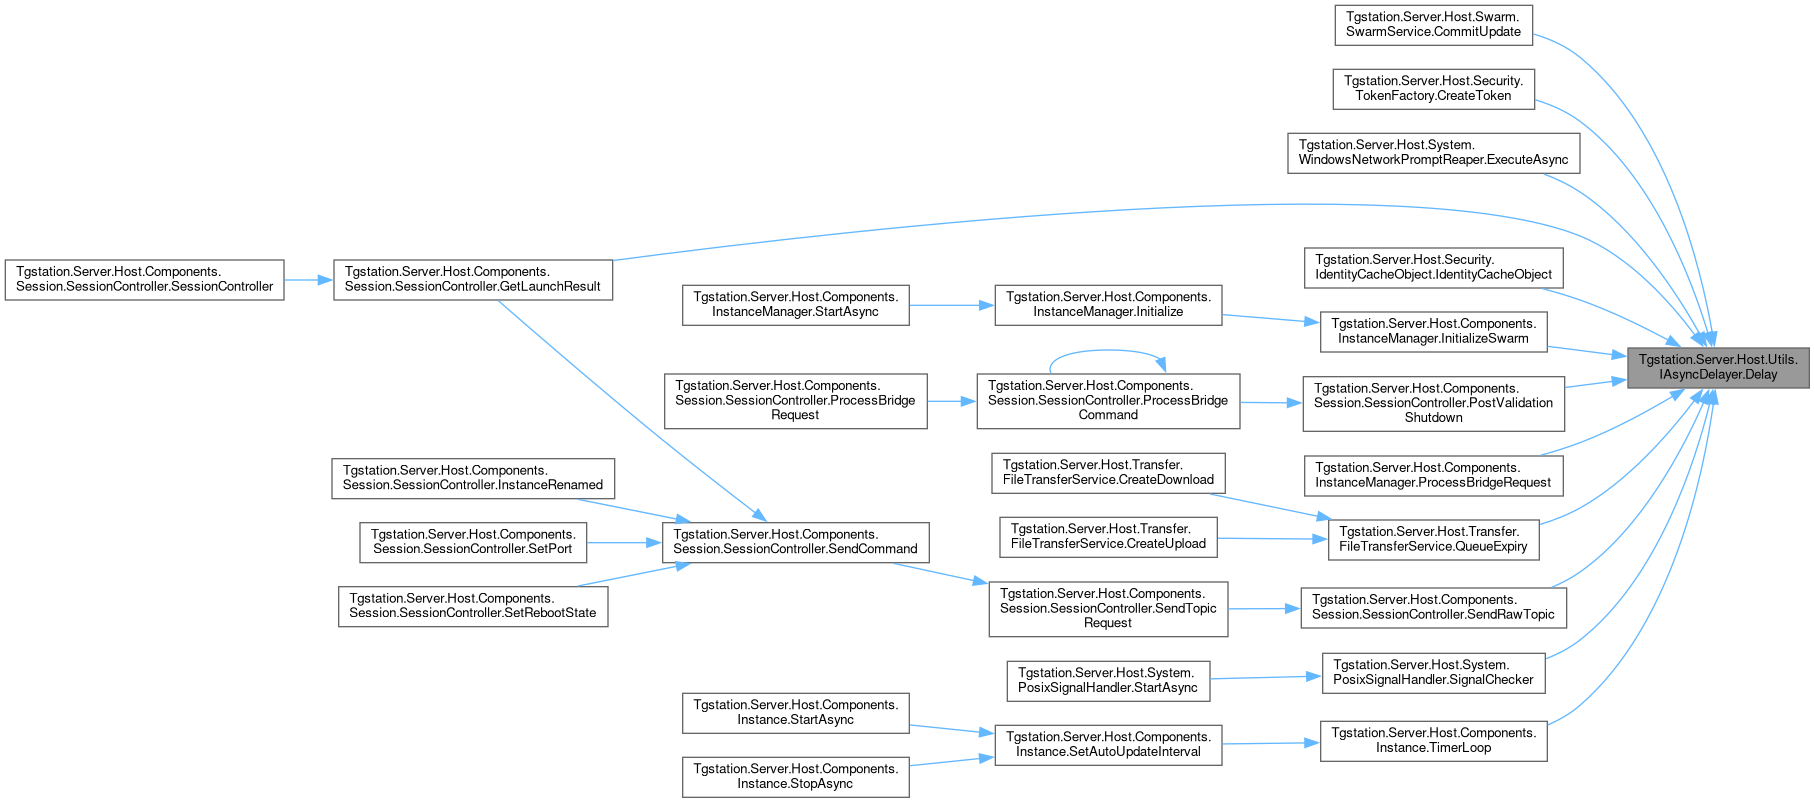 Tgstation.Server.Host.Swarm.
SwarmService.CommitUpdate
Tgstation.Server.Host.Security.
TokenFactory.CreateToken
Tgstation.Server.Host.System.
WindowsNetworkPromptReaper.ExecuteAsync
Tgstation.Server.Host.Components.
Session.SessionController.SessionController
Tgstation.Server.Host.Components.
Session.SessionController.GetLaunchResult
Tgstation.Server.Host.Security.
IdentityCacheObject.IdentityCacheObject
Tgstation.Server.Host.Components.
InstanceManager.StartAsync
Tgstation.Server.Host.Components.
InstanceManager.Initialize
Tgstation.Server.Host.Components.
InstanceManager.InitializeSwarm
Tgstation.Server.Host.Utils.
IAsyncDelayer.Delay
Tgstation.Server.Host.Components.
Session.SessionController.ProcessBridge
Request
Tgstation.Server.Host.Components.
Session.SessionController.ProcessBridge
Command
Tgstation.Server.Host.Components.
Session.SessionController.PostValidation
Shutdown
Tgstation.Server.Host.Components.
InstanceManager.ProcessBridgeRequest
Tgstation.Server.Host.Transfer.
FileTransferService.CreateDownload
Tgstation.Server.Host.Components.
Session.SessionController.InstanceRenamed
Tgstation.Server.Host.Components.
Session.SessionController.SetPort
Tgstation.Server.Host.Components.
Session.SessionController.SendCommand
Tgstation.Server.Host.Transfer.
FileTransferService.CreateUpload
Tgstation.Server.Host.Transfer.
FileTransferService.QueueExpiry
Tgstation.Server.Host.Components.
Session.SessionController.SetRebootState
Tgstation.Server.Host.Components.
Session.SessionController.SendTopic
Request
Tgstation.Server.Host.Components.
Session.SessionController.SendRawTopic
Tgstation.Server.Host.System.
PosixSignalHandler.StartAsync
Tgstation.Server.Host.System.
PosixSignalHandler.SignalChecker
Tgstation.Server.Host.Components.
Instance.StartAsync
Tgstation.Server.Host.Components.
Instance.SetAutoUpdateInterval
Tgstation.Server.Host.Components.
Instance.TimerLoop
Tgstation.Server.Host.Components.
Instance.StopAsync